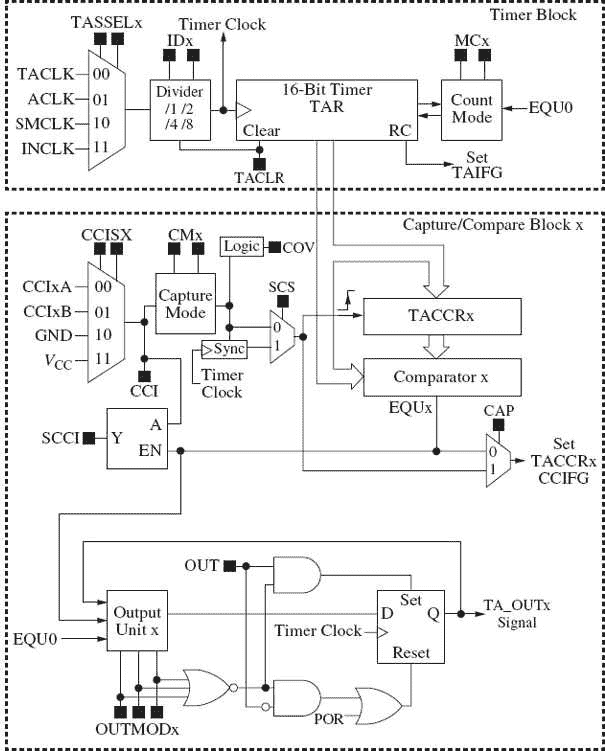 Timer Block
TASSELx
Timer Clock
IDx
MCx
TACLK
00
ACLK
01
SMCLK
10
INCLK
11
Divider
/1 /2
/4 /8
16-Bit Timer
TAR
Clear
RC
Count
Mode
EQU0
TACLR
Set
TAIFG
Capture/Compare Block x
CCISX
CMx
Logic
COV
CCIxA
00
CCIxB
01
GND
10
VCC
11
Capture
Mode
SCS
0
1
Sync
Timer
Clock
CCI
TACCRx
Comparator x
EQUx
CAP
SCCI
Y
A
EN
0
1
Set
TACCRx
CCIFG
OUT
Output
Unit x
EQU0
D
Set
Q
Timer Clock
Reset
TA_OUTx
Signal
OUTMODx
POR